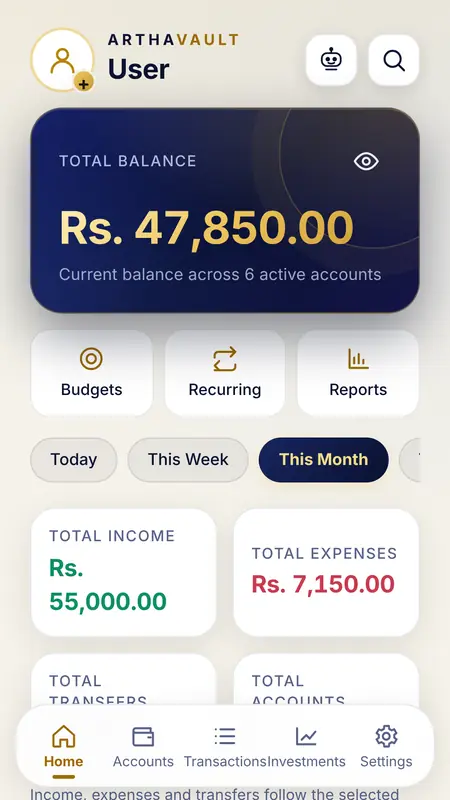 ARTHAVAULT
User
TOTAL BALANCE
Rs. 47,850.00
Current balance across 6 active accounts
Budgets
Recurring
Reports
Today
This Week
This Month
TOTAL INCOME
Rs.
55,000.00
TOTAL EXPENSES
Rs. 7,150.00
TOTAL
TRANSFERS
TOTAL
ACCOUNTS
Home
Accounts
Transactions
Investments
Settings
Income, expenses and transfers follow the selected